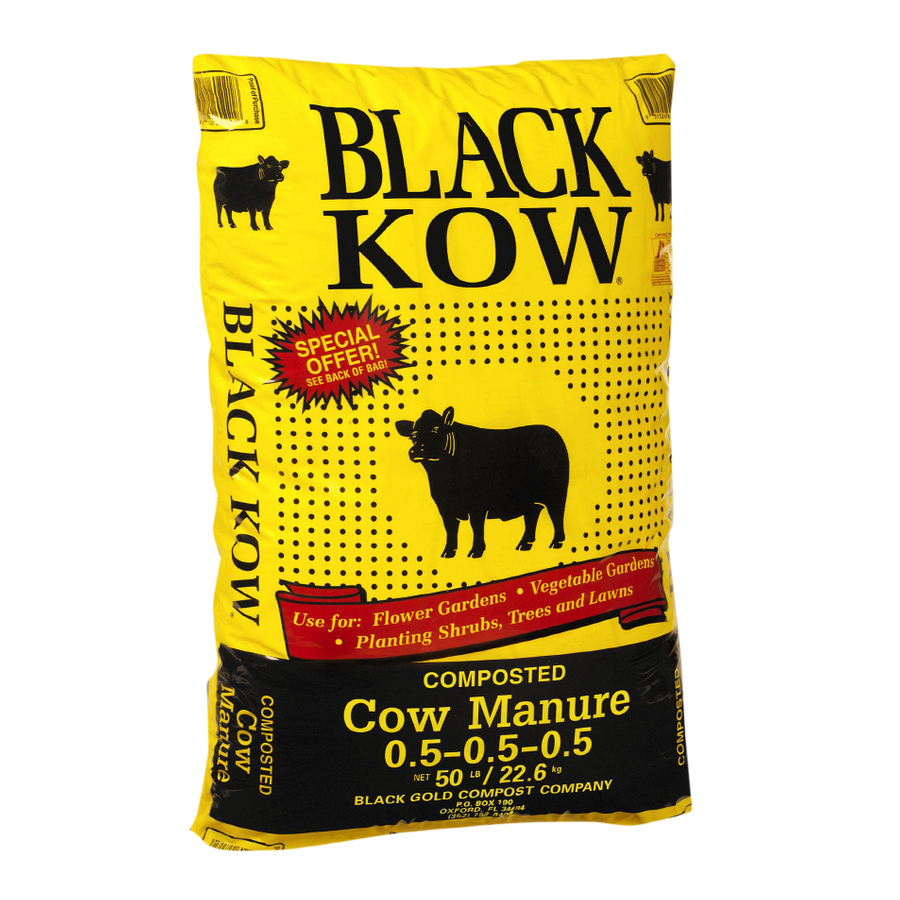 Proof of Purchase
BLACK
KOW®
SPECIAL
OFFER!
SEE BACK OF BAG!
BLACK KOW®
Use for: Flower Gardens • Vegetable Gardens
• Planting Shrubs, Trees and Lawns
COMPOSTED
Cow Manure
0.5–0.5–0.5
NET 50 LB / 22.6 kg
BLACK GOLD COMPOST COMPANY
P.O. BOX 190
OXFORD, FL 34484
COMPOSTED
Cow
Manure
COMPOSTED